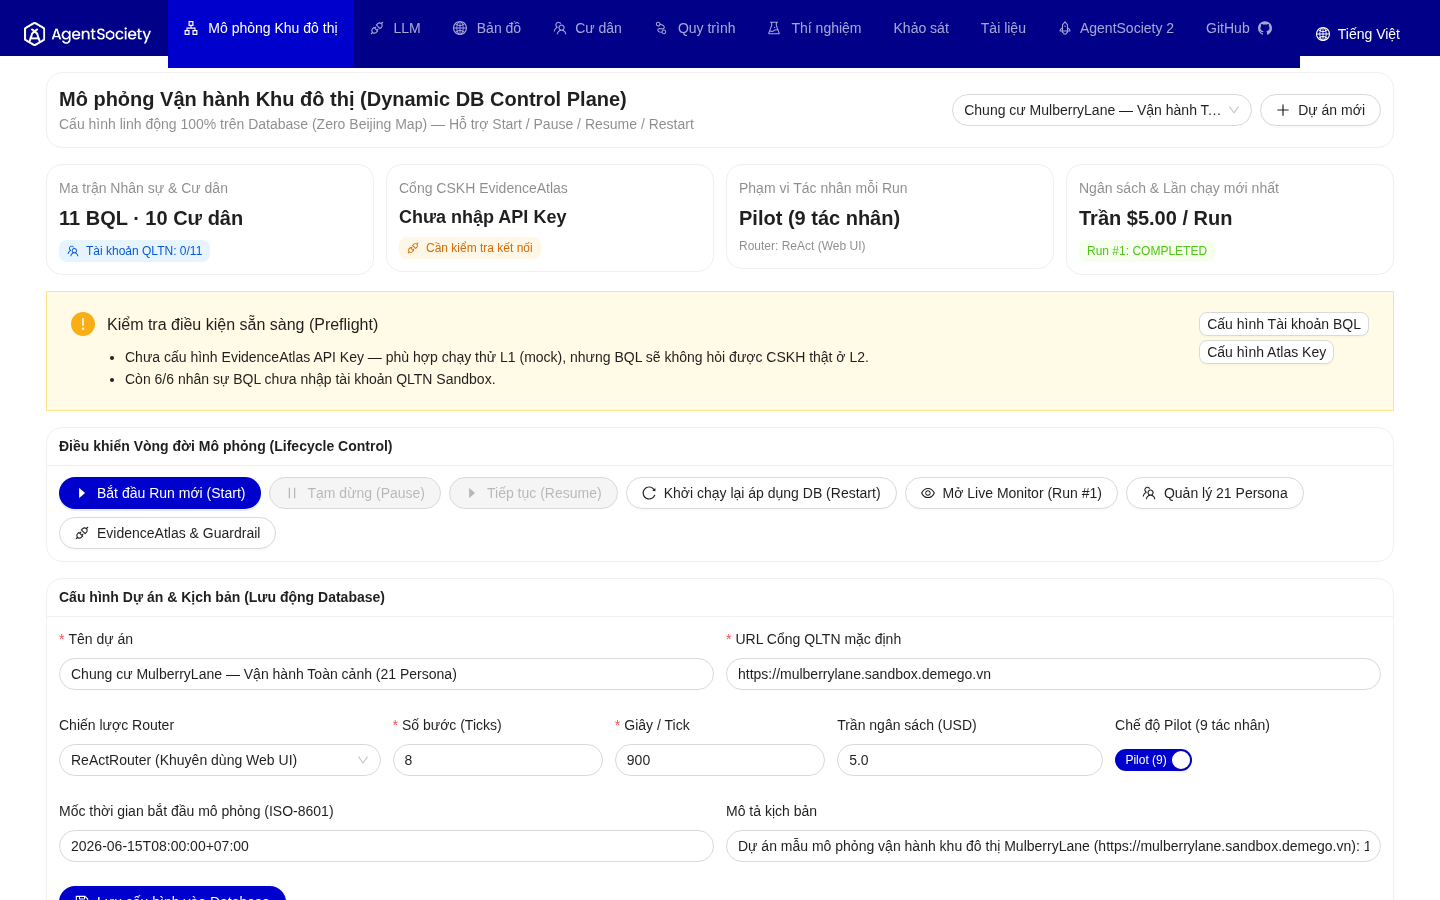 AgentSociety
Mô phỏng Khu đô thị
LLM
Bản đồ
Cư dân
Quy trình
Thí nghiệm
Khảo sát
Tài liệu
AgentSociety 2
GitHub
Tiếng Việt
Mô phỏng Vận hành Khu đô thị (Dynamic DB Control Plane)
Cấu hình linh động 100% trên Database (Zero Beijing Map) — Hỗ trợ Start / Pause / Resume / Restart
Chung cư MulberryLane — Vận hành T...
Dự án mới
Ma trận Nhân sự & Cư dân
11 BQL · 10 Cư dân
Tài khoản QLTN: 0/11
Cổng CSKH EvidenceAtlas
Chưa nhập API Key
Cần kiểm tra kết nối
Phạm vi Tác nhân mỗi Run
Pilot (9 tác nhân)
Router: ReAct (Web UI)
Ngân sách & Lần chạy mới nhất
Trần $5.00 / Run
Run #1: COMPLETED
Kiểm tra điều kiện sẵn sàng (Preflight)
Chưa cấu hình EvidenceAtlas API Key — phù hợp chạy thử L1 (mock), nhưng BQL sẽ không hỏi được CSKH thật ở L2.
Còn 6/6 nhân sự BQL chưa nhập tài khoản QLTN Sandbox.
Cấu hình Tài khoản BQL
Cấu hình Atlas Key
Điều khiển Vòng đời Mô phỏng (Lifecycle Control)
Bắt đầu Run mới (Start)
Tạm dừng (Pause)
Tiếp tục (Resume)
Khởi chạy lại áp dụng DB (Restart)
Mở Live Monitor (Run #1)
Quản lý 21 Persona
EvidenceAtlas & Guardrail
Cấu hình Dự án & Kịch bản (Lưu động Database)
* Tên dự án
* URL Cổng QLTN mặc định
Chung cư MulberryLane — Vận hành Toàn cảnh (21 Persona)
https://mulberrylane.sandbox.demego.vn
Chiến lược Router
* Số bước (Ticks)
* Giây / Tick
Trần ngân sách (USD)
Chế độ Pilot (9 tác nhân)
ReActRouter (Khuyên dùng Web UI)
8
900
5.0
Pilot (9)
Mốc thời gian bắt đầu mô phỏng (ISO-8601)
Mô tả kịch bản
2026-06-15T08:00:00+07:00
Dự án mẫu mô phỏng vận hành khu đô thị MulberryLane (https://mulberrylane.sandbox.demego.vn): 1
Lưu cấu hình vào Database